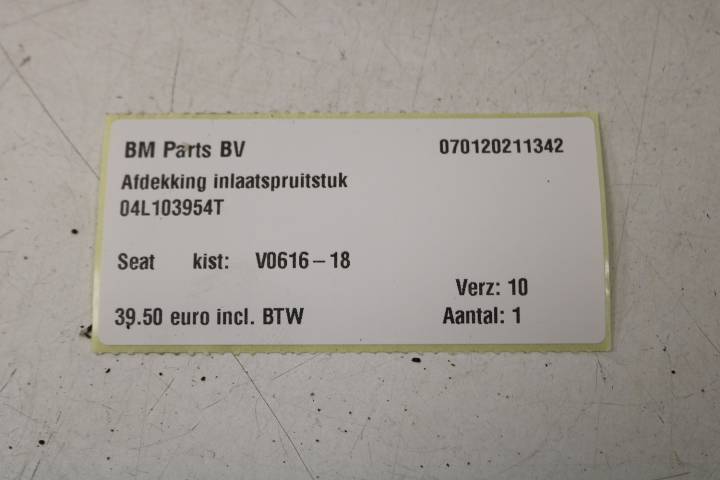 BM Parts BV 070120211342
Afdekking inlaatspruitstuk
04L103954T
Seat kist: V0616-18
Verz: 10
39.50 euro incl. BTW Aantal: 1